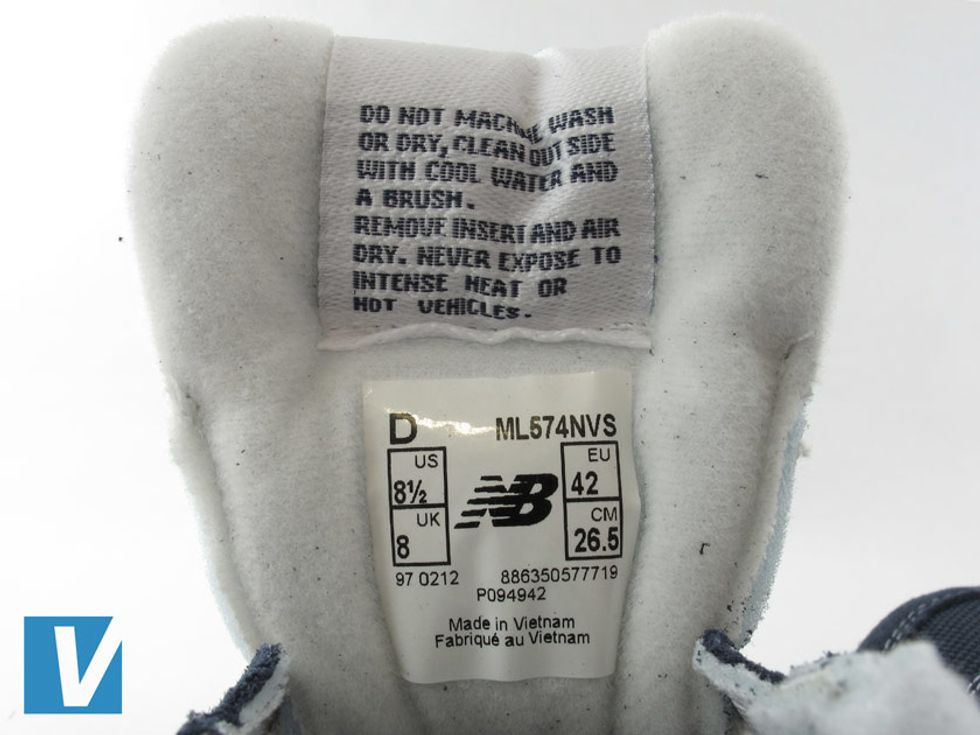 DO NOT MACHINE WASH
OR DRY, CLEAN OUTSIDE
WITH COOL WATER AND
A BRUSH.
REMOVE INSERT AND AIR
DRY. NEVER EXPOSE TO
INTENSE HEAT OR
HOT VEHICLES.
D ML574NVS
US
8½
UK
8
NB
EU
42
CM
26.5
97 0212 886350577719
P094942
Made in Vietnam
Fabriqué au Vietnam
V